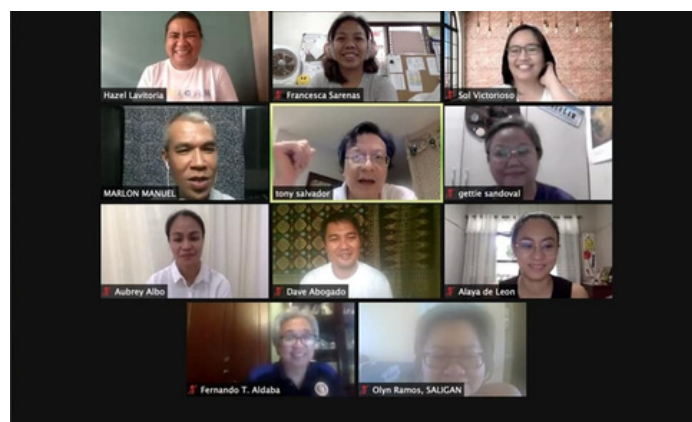 Hazel Lavitoria
Francesca Sarenas
Sol Victorioso
MARLON MANUEL
tony salvador
gettie sandoval
Aubrey Albo
Dave Abogado
Alaya de Leon
Fernando T. Aldaba
Olyn Ramos, SALIGAN